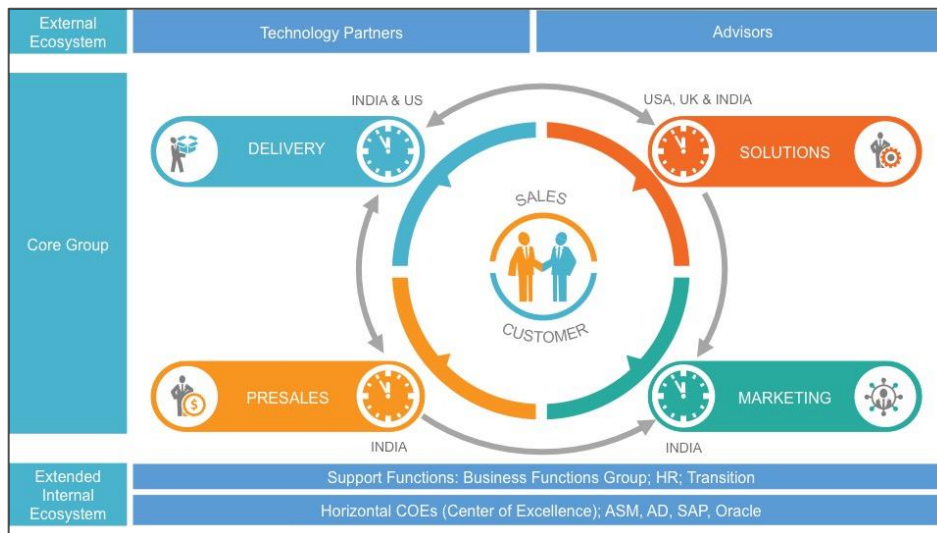 External
Ecosystem
Technology Partners
Advisors
Core Group
INDIA & US
USA, UK & INDIA
DELIVERY
SOLUTIONS
SALES
CUSTOMER
PRESALES
MARKETING
INDIA
INDIA
Extended
Internal
Ecosystem
Support Functions: Business Functions Group; HR; Transition
Horizontal COEs (Center of Excellence); ASM, AD, SAP, Oracle